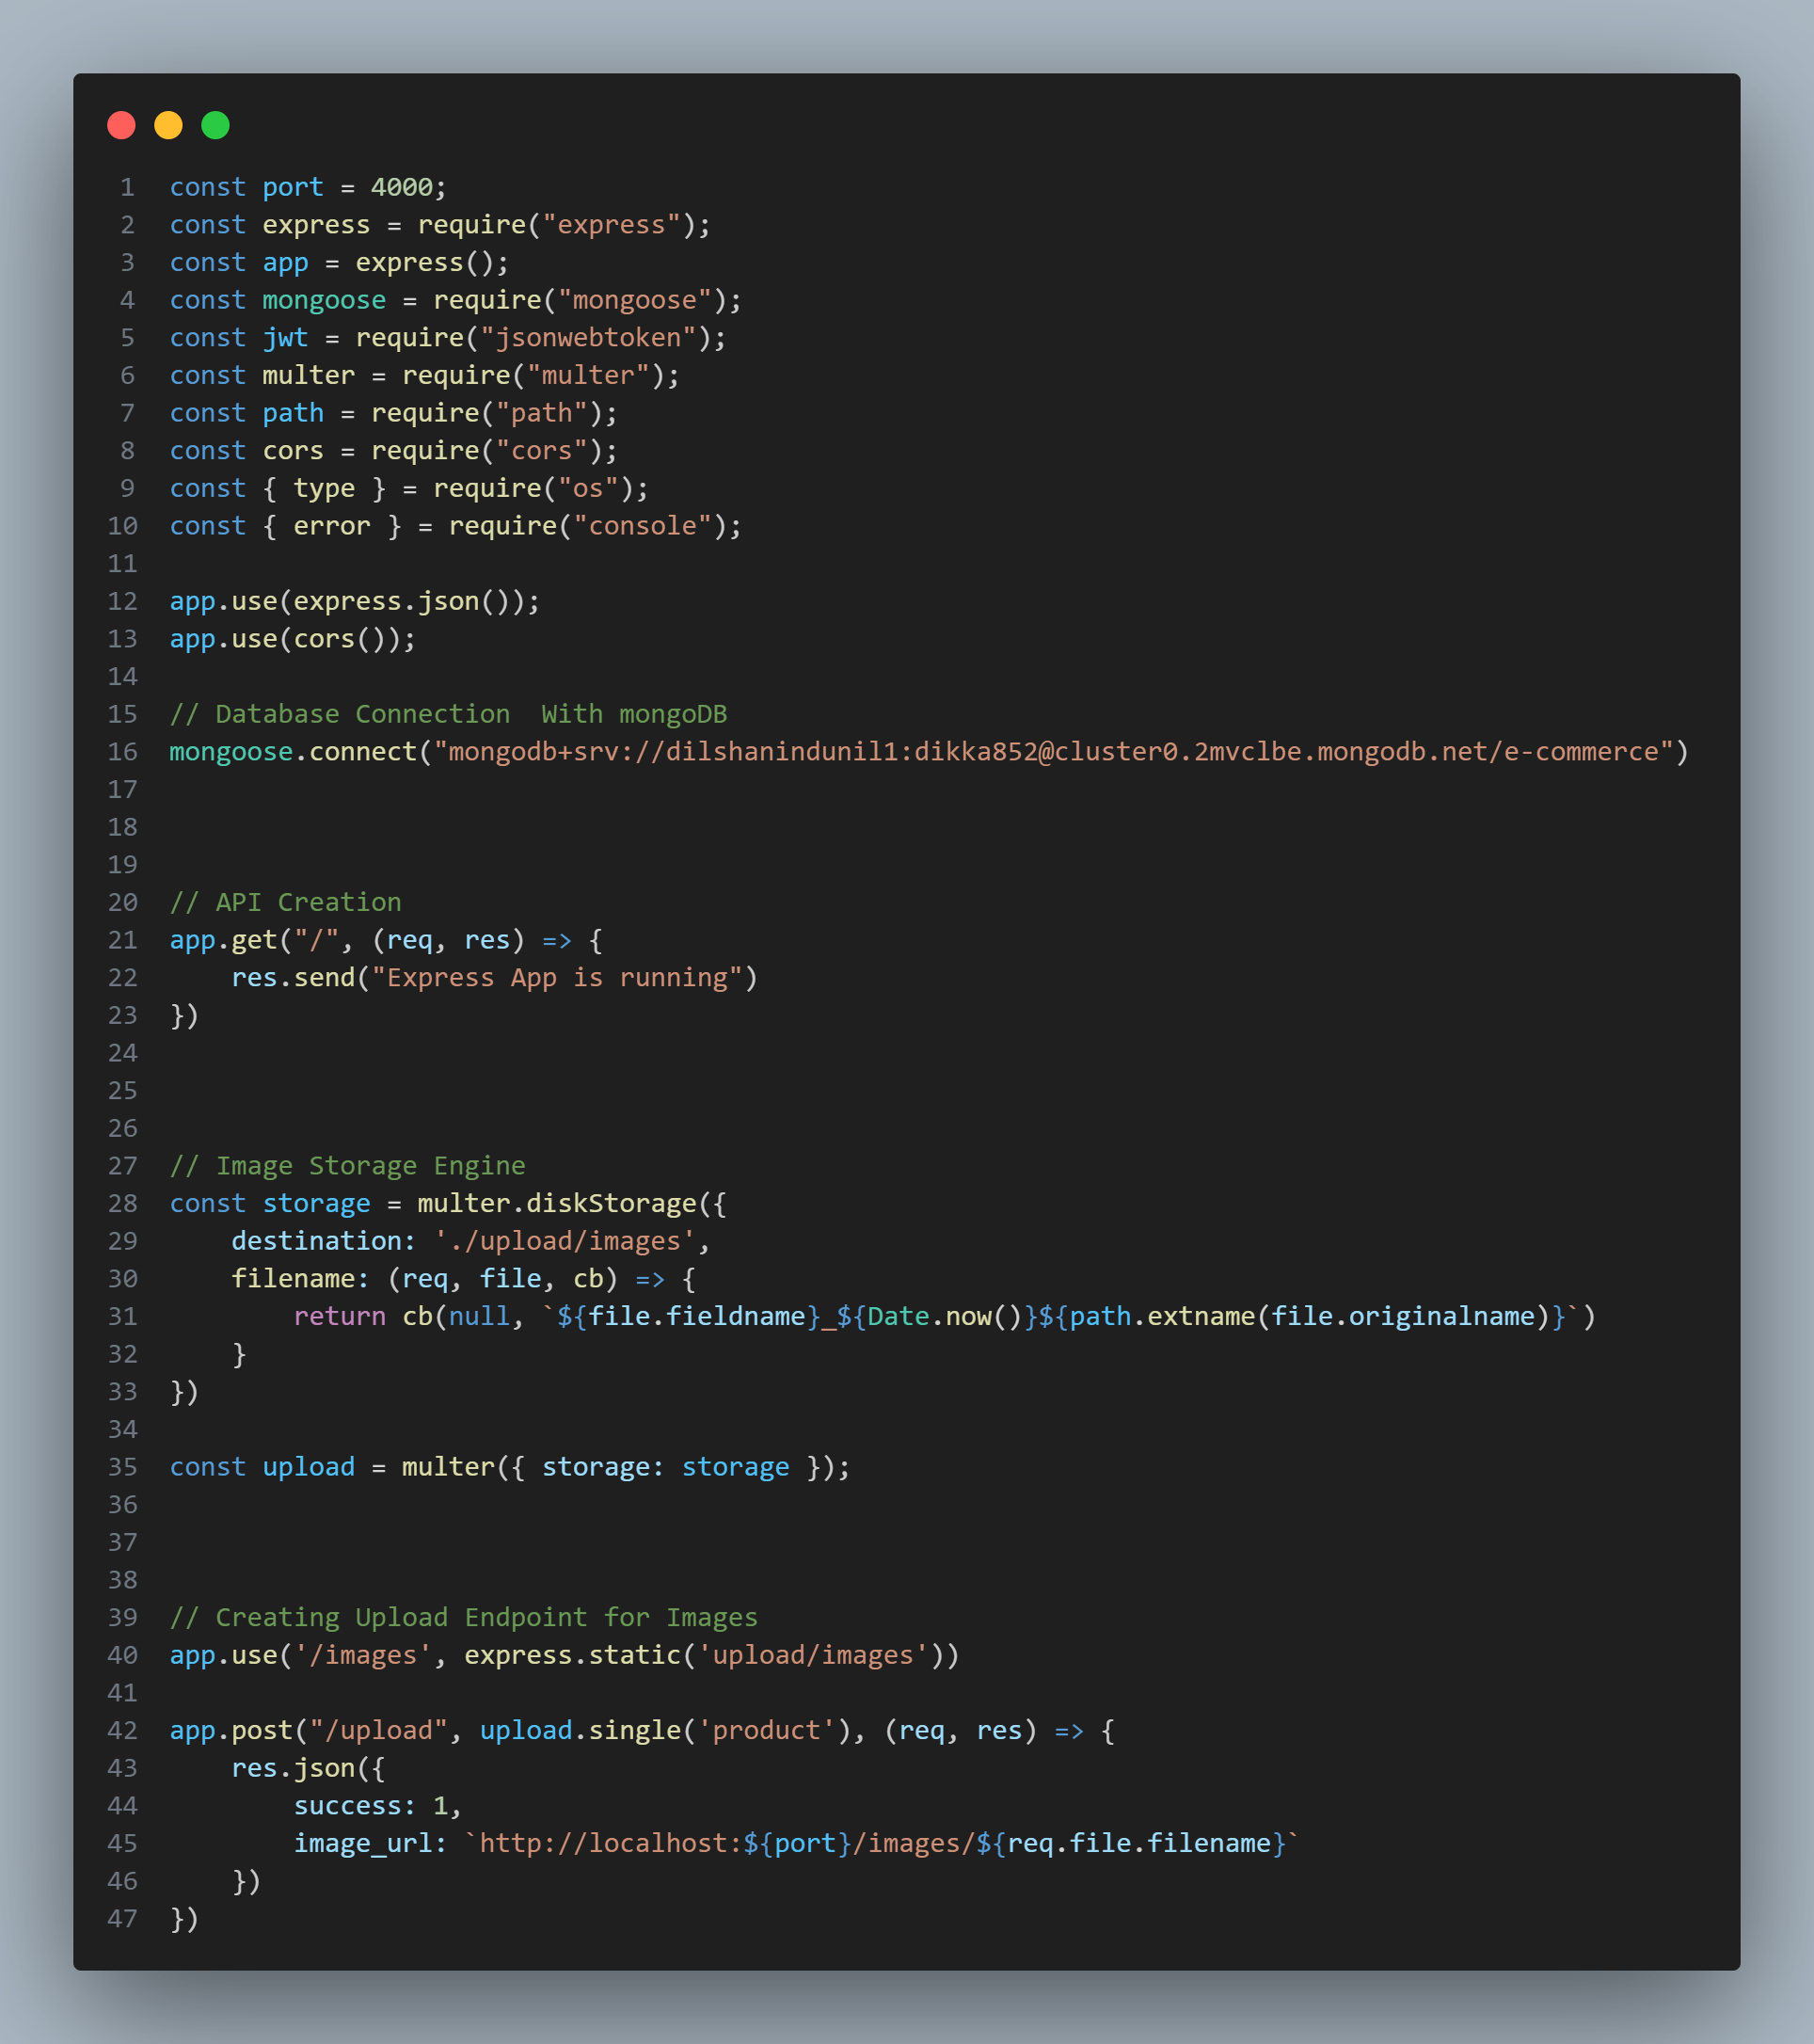 1 const port = 4000;
2 const express = require("express");
3 const app = express();
4 const mongoose = require("mongoose");
5 const jwt = require("jsonwebtoken");
6 const multer = require("multer");
7 const path = require("path");
8 const cors = require("cors");
9 const { type } = require("os");
10 const { error } = require("console");
11
12 app.use(express.json());
13 app.use(cors());
14
15 // Database Connection  With mongoDB
16 mongoose.connect("mongodb+srv://dilshanindunil1:dikka852@cluster0.2mvclbe.mongodb.net/e-commerce")
17
18
19
20 // API Creation
21 app.get("/", (req, res) => {
22     res.send("Express App is running")
23 })
24
25
26
27 // Image Storage Engine
28 const storage = multer.diskStorage({
29     destination: './upload/images',
30     filename: (req, file, cb) => {
31         return cb(null, `${file.fieldname}_${Date.now()}${path.extname(file.originalname)}`)
32     }
33 })
34
35 const upload = multer({ storage: storage });
36
37
38
39 // Creating Upload Endpoint for Images
40 app.use('/images', express.static('upload/images'))
41
42 app.post("/upload", upload.single('product'), (req, res) => {
43     res.json({
44         success: 1,
45         image_url: `http://localhost:${port}/images/${req.file.filename}`
46     })
47 })